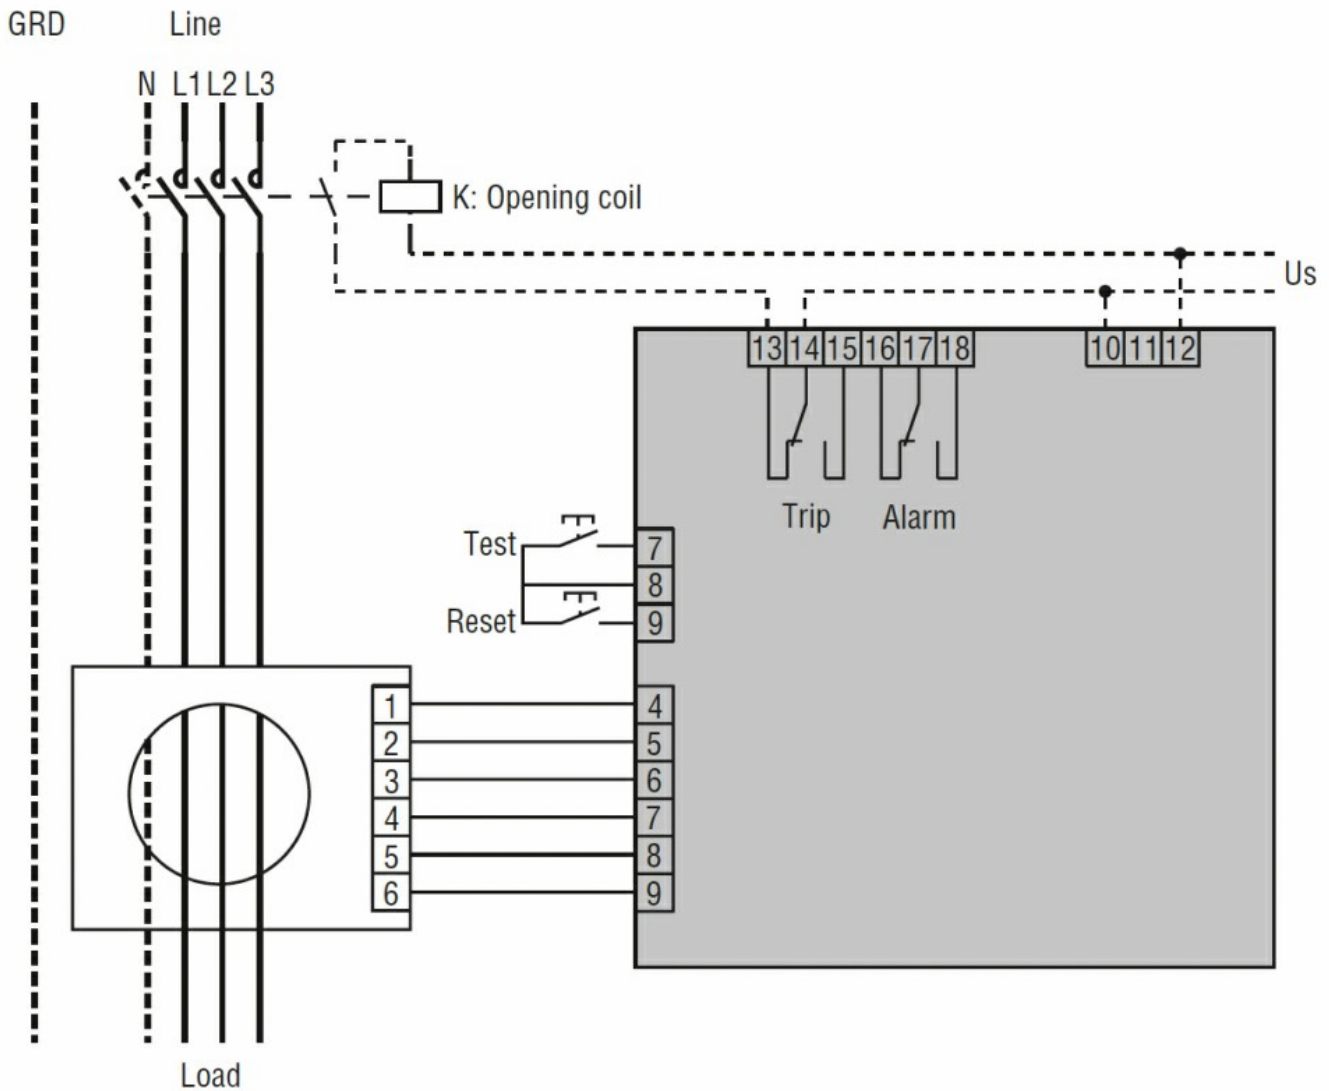 GRD Line
N L1 L2 L3
K: Opening coil
Us
13 14 15 16 17 18 10 11 12
Trip Alarm
Test 7
8
Reset 9
1 4
2 5
3 6
4 7
5 8
6 9
Load